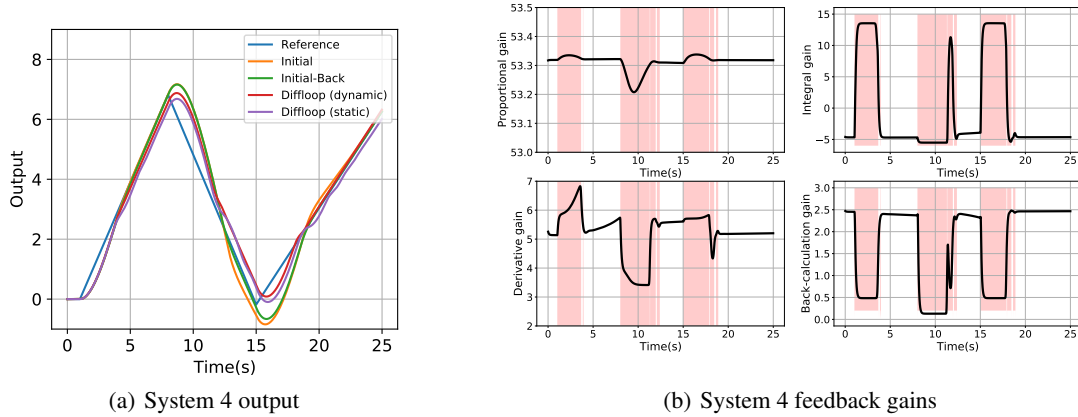 8
6
4
2
0
Output
0 5 10 15 20 25
Time(s)
Reference
Initial
Initial-Back
Diffloop (dynamic)
Diffloop (static)
(a) System 4 output
53.5
53.4
53.3
53.2
53.1
53.0
Proportional gain
0 5 10 15 20 25
Time(s)
15
10
5
0
−5
Integral gain
0 5 10 15 20 25
Time(s)
7
6
5
4
3
2
Derivative gain
0 5 10 15 20 25
Time(s)
3.0
2.5
2.0
1.5
1.0
0.5
0.0
Back-calculation gain
0 5 10 15 20 25
Time(s)
(b) System 4 feedback gains